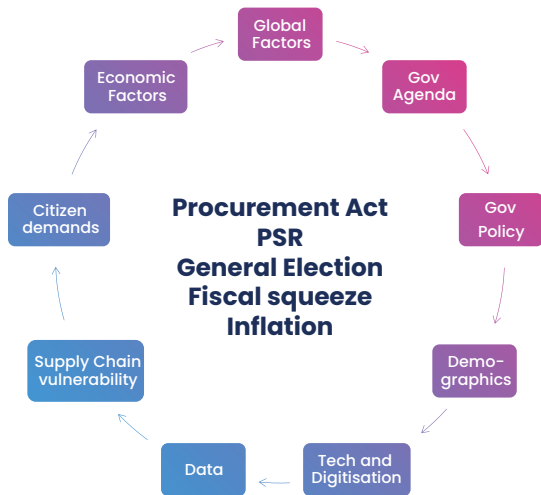 Global
Factors
Gov
Agenda
Gov
Policy
Demo-
graphics
Tech and
Digitisation
Data
Supply Chain
vulnerability
Citizen
demands
Economic
Factors
Procurement Act
PSR
General Election
Fiscal squeeze
Inflation